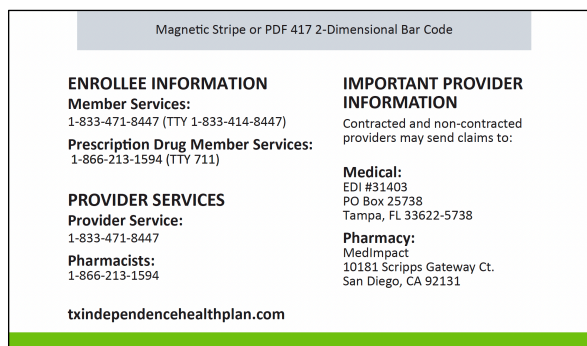 Magnetic Stripe or PDF 417 2-Dimensional Bar Code
ENROLLEE INFORMATION
Member Services:
1-833-471-8447 (TTY 1-833-414-8447)
Prescription Drug Member Services:
1-866-213-1594 (TTY 711)
PROVIDER SERVICES
Provider Service:
1-833-471-8447
Pharmacists:
1-866-213-1594
txindependencehealthplan.com
IMPORTANT PROVIDER
INFORMATION
Contracted and non-contracted
providers may send claims to:
Medical:
EDI #31403
PO Box 25738
Tampa, FL 33622-5738
Pharmacy:
MedImpact
10181 Scripps Gateway Ct.
San Diego, CA 92131